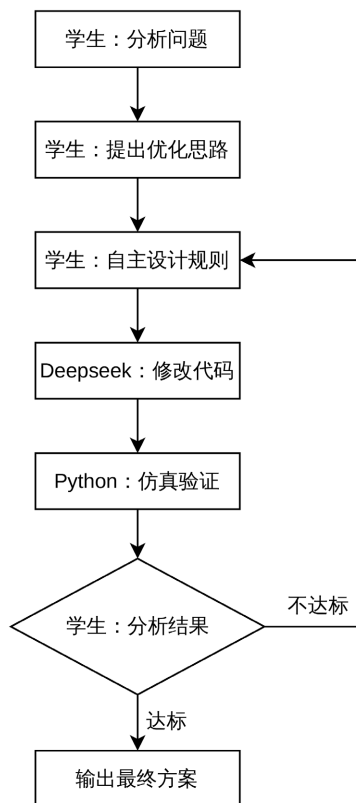 学生：分析问题
学生：提出优化思路
学生：自主设计规则
Deepseek：修改代码
Python：仿真验证
学生：分析结果
不达标
达标
输出最终方案